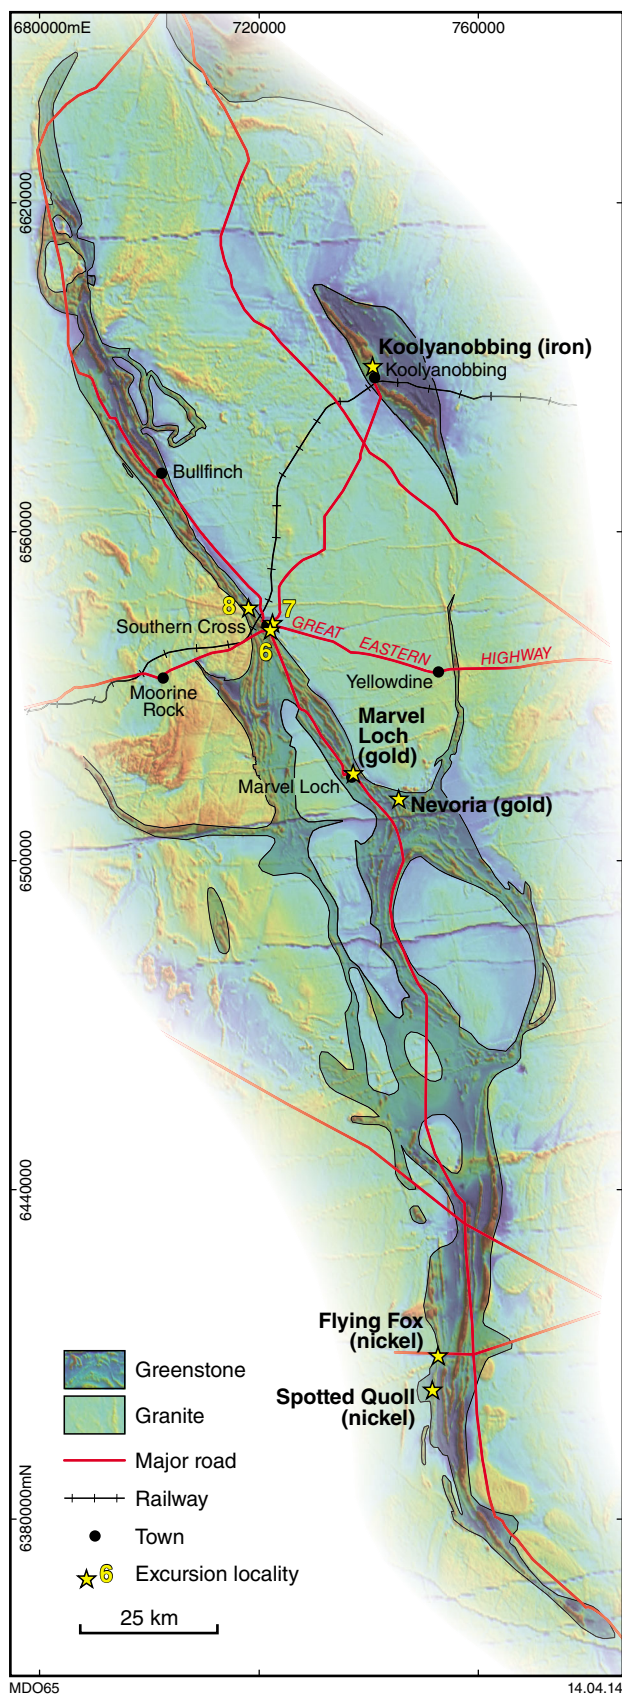 680000mE
720000
760000
6620000
Koolyanobbing (iron)
Koolyanobbing
Bullfinch
6560000
8
7
Southern Cross
6
GREAT EASTERN HIGHWAY
Yellowdine
Moorine
Rock
Marvel
Loch
(gold)
Marvel Loch
Nevoria (gold)
6500000
6440000
Flying Fox
(nickel)
Spotted Quoll
(nickel)
6380000mN
Greenstone
Granite
Major road
Railway
Town
6 Excursion locality
25 km
MDO65
14.04.14